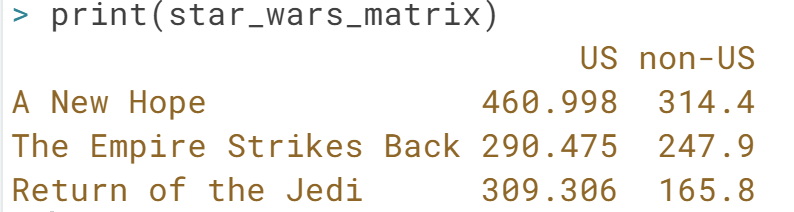 > print(star_wars_matrix)
US non-US
A New Hope 460.998 314.4
The Empire Strikes Back 290.475 247.9
Return of the Jedi 309.306 165.8